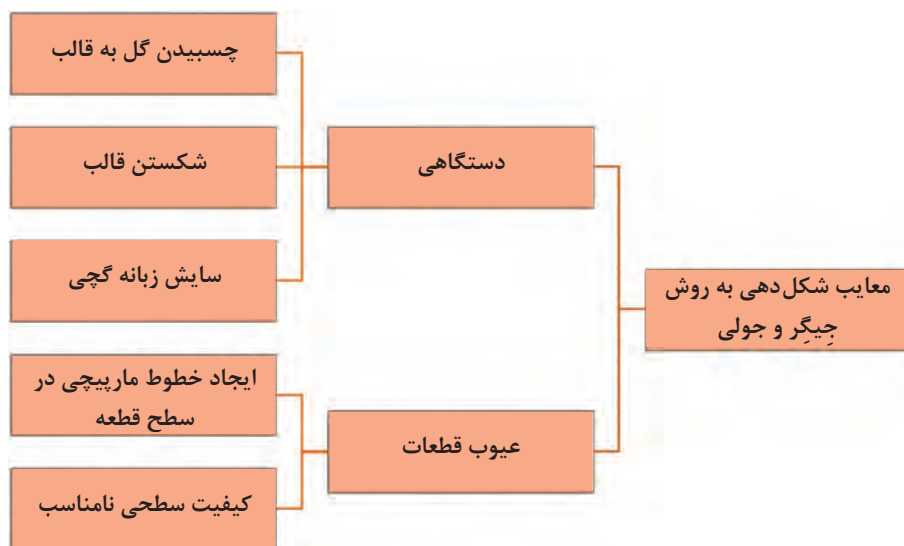 معایب شکل‌دهی به روش
جِیگِر و جولی
دستگاهی
چسبیدن گل به قالب
شکستن قالب
سایش زبانه گچی
عیوب قطعات
ایجاد خطوط مارپیچی در
سطح قطعه
کیفیت سطحی نامناسب